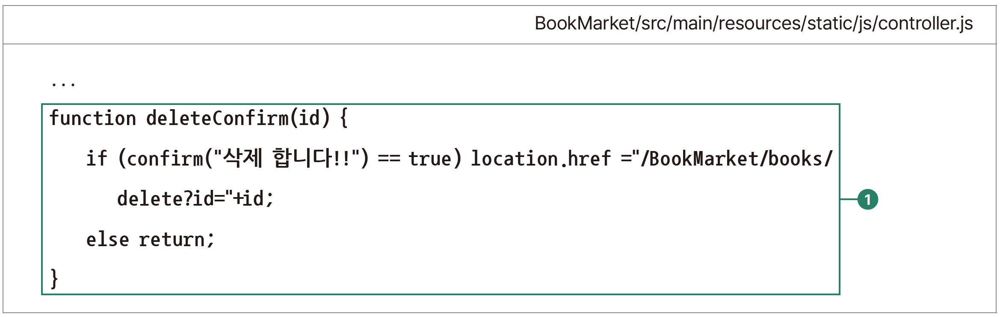 BookMarket/src/main/resources/static/js/controller.js
...
function deleteConfirm(id) {
if (confirm("삭제 합니다!!") == true) location.href ="/BookMarket/books/
delete?id="+id;
1
else return;
}